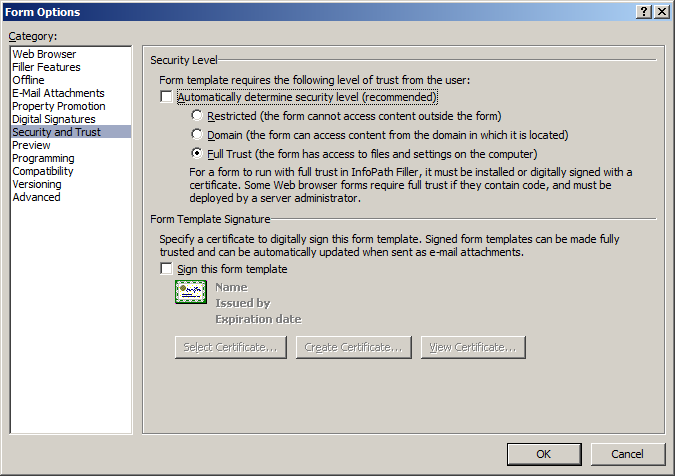 Form Options
Category:
Web Browser
Filler Features
Offline
E-Mail Attachments
Property Promotion
Digital Signatures
Security and Trust
Preview
Programming
Compatibility
Versioning
Advanced
Security Level
Form template requires the following level of trust from the user:
Automatically determine security level (recommended)
Restricted (the form cannot access content outside the form)
Domain (the form can access content from the domain in which it is located)
Full Trust (the form has access to files and settings on the computer)
For a form to run with full trust in InfoPath Filler, it must be installed or digitally signed with a
certificate. Some Web browser forms require full trust if they contain code, and must be
deployed by a server administrator.
Form Template Signature
Specify a certificate to digitally sign this form template. Signed form templates can be made fully
trusted and can be automatically updated when sent as e-mail attachments.
Sign this form template
Name
Issued by
Expiration date
Select Certificate... Create Certificate... View Certificate...
OK Cancel